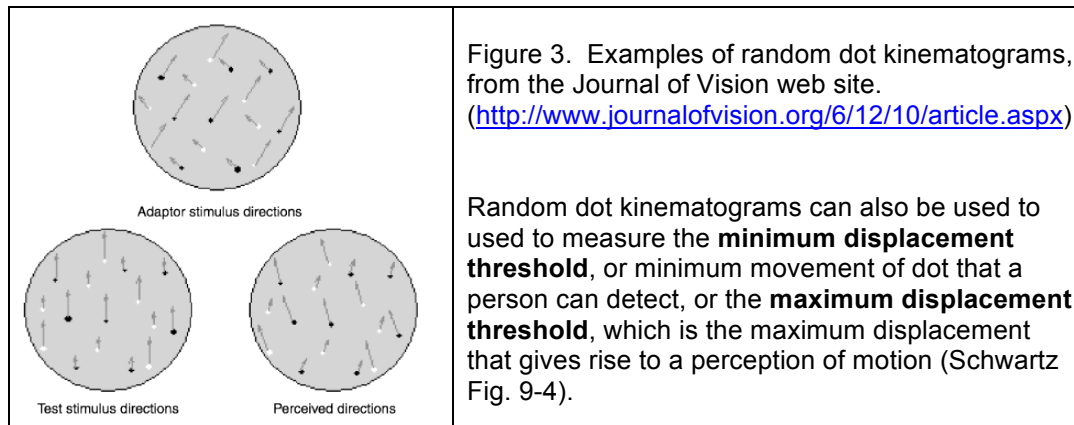 Adaptor stimulus directions
Test stimulus directions
Perceived directions
Figure 3.  Examples of random dot kinematograms,
from the Journal of Vision web site.
(http://www.journalofvision.org/6/12/10/article.aspx)
Random dot kinematograms can also be used to
used to measure the minimum displacement
threshold, or minimum movement of dot that a
person can detect, or the maximum displacement
threshold, which is the maximum displacement
that gives rise to a perception of motion (Schwartz
Fig. 9-4).